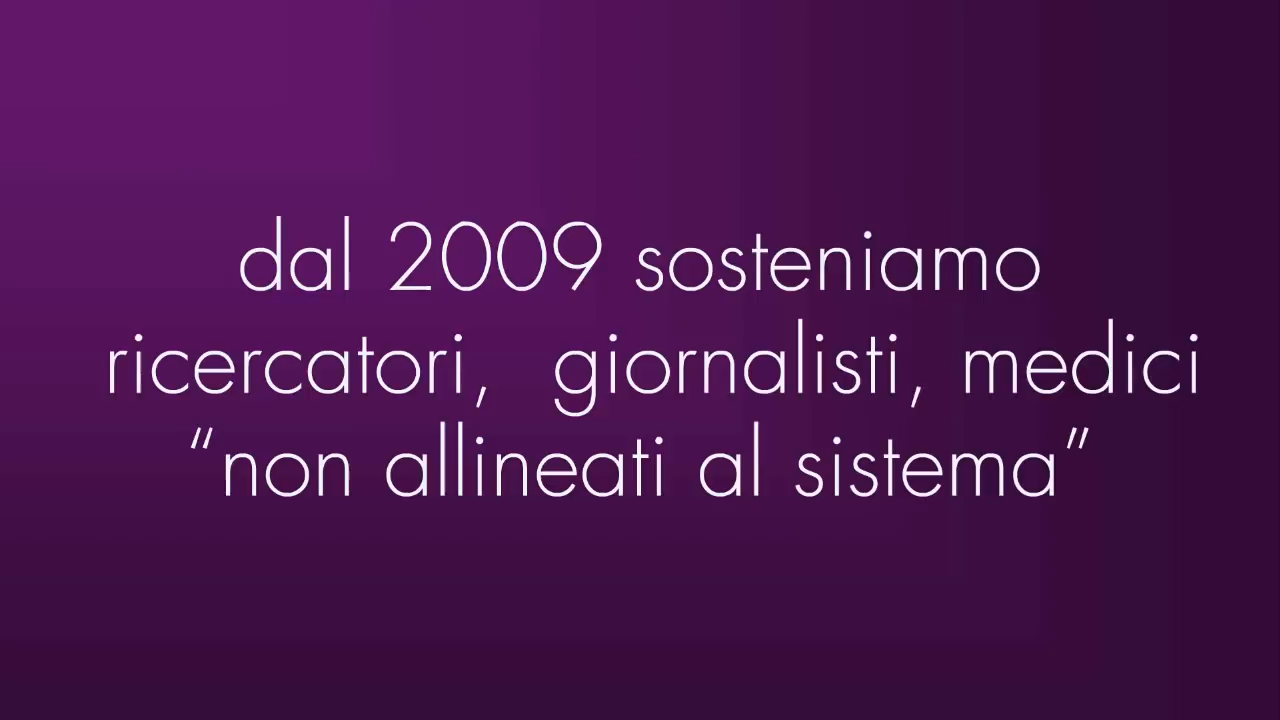 dal 2009 sosteniamo
ricercatori, giornalisti, medici
“non allineati al sistema”